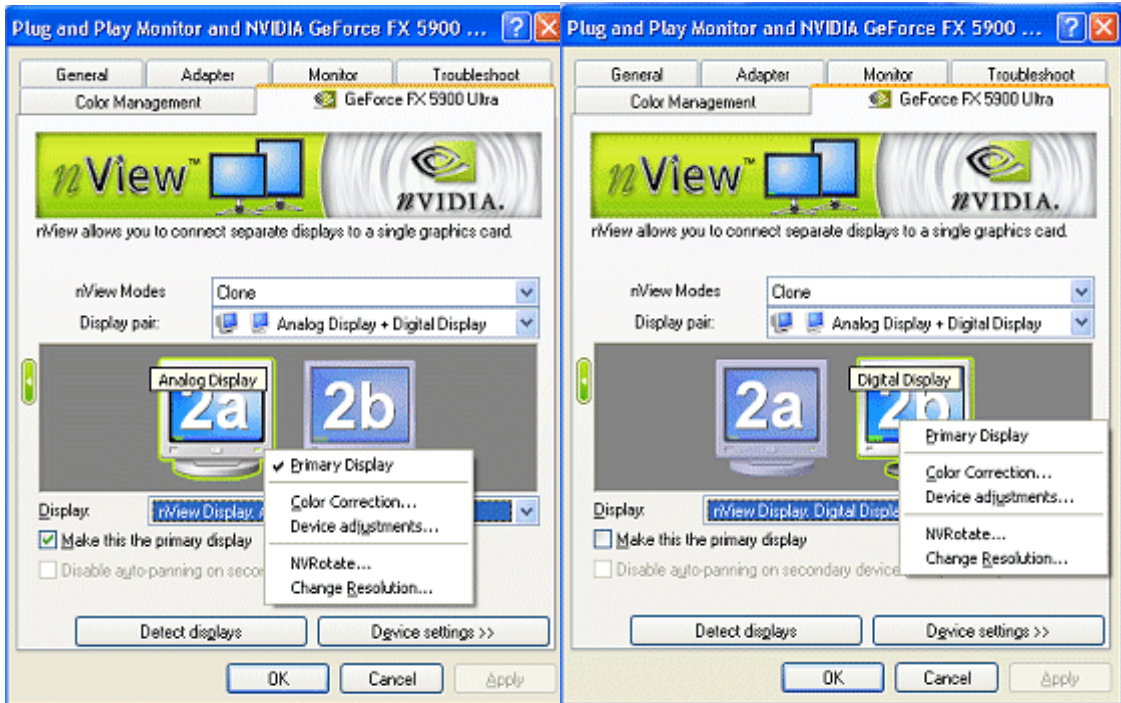 Plug and Play Monitor and NVIDIA GeForce FX 5900 ...
General Adapter Monitor Troubleshoot
Color Management GeForce FX 5900 Ultra
nView™ nVIDIA.
nView allows you to connect separate displays to a single graphics card.
nView Modes Clone
Display pair: Analog Display + Digital Display
Analog Display
2a 2b
Primary Display
Color Correction...
Device adjustments...
NVRotate...
Change Resolution...
Display: nView Display:
Make this the primary display
Disable auto-panning on
Detect displays Device settings >>
OK Cancel Apply
Plug and Play Monitor and NVIDIA GeForce FX 5900 ...
General Adapter Monitor Troubleshoot
Color Management GeForce FX 5900 Ultra
nView™ nVIDIA.
nView allows you to connect separate displays to a single graphics card.
nView Modes Clone
Display pair: Analog Display + Digital Display
Digital Display
2a 2b
Primary Display
Color Correction...
Device adjustments...
NVRotate...
Change Resolution...
Display: nView Display: Digital
Make this the primary display
Disable auto-panning on secondary device
Detect displays Device settings >>
OK Cancel Apply